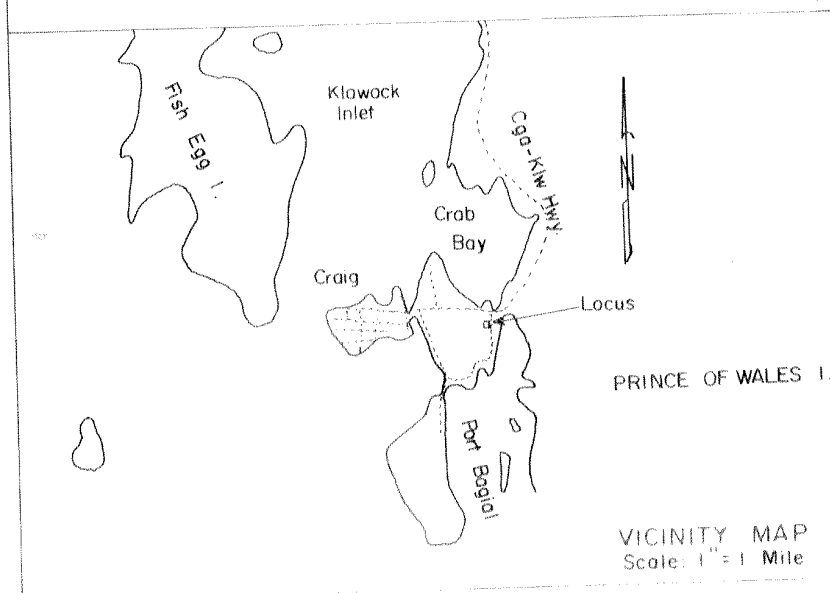 Klawock
Inlet
Fish Egg I.
Cga-Klw Hwy.
N
Crab
Bay
Craig
Locus
PRINCE OF WALES I.
Port Bagial
VICINITY MAP
Scale: 1" = 1 Mile